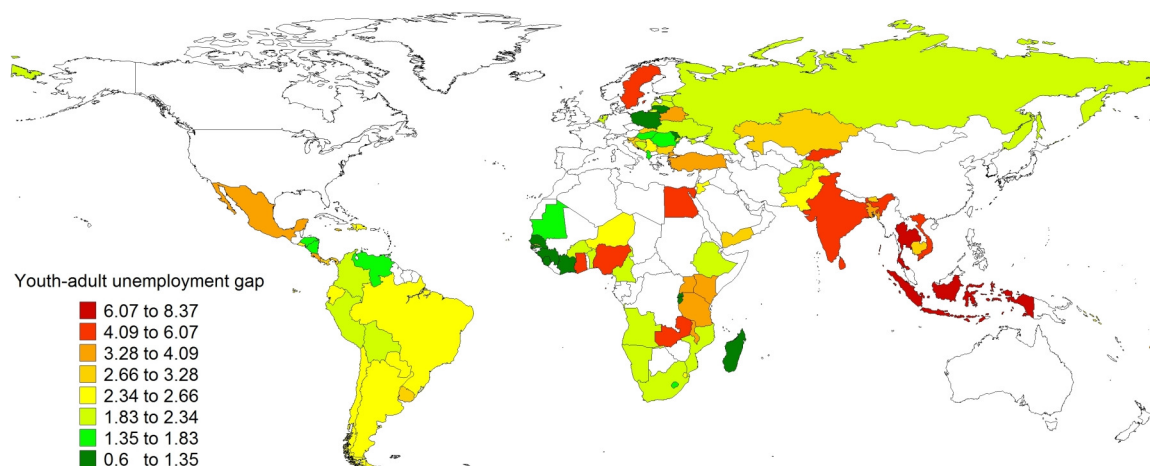 Youth-adult unemployment gap
6.07 to 8.37
4.09 to 6.07
3.28 to 4.09
2.66 to 3.28
2.34 to 2.66
1.83 to 2.34
1.35 to 1.83
0.6 to 1.35